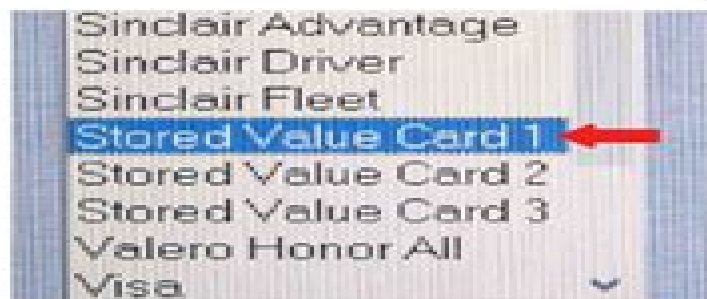 Sinclair Advantage
Sinclair Driver
Sinclair Fleet
Stored Value Card 1
Stored Value Card 2
Stored Value Card 3
Valero Honor All
Visa